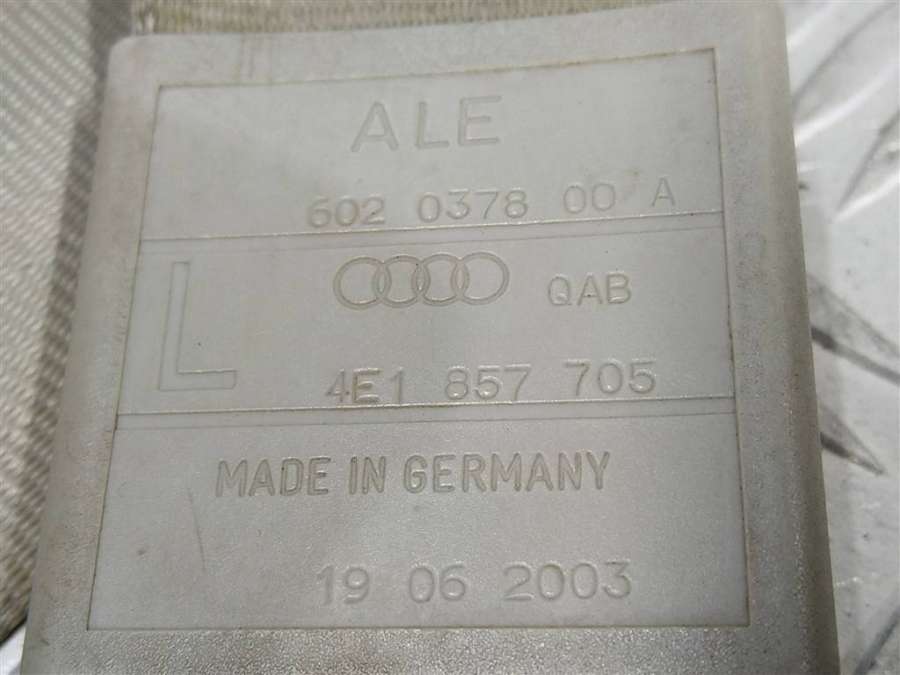 ALE
602 0378 00 A
L QAB
4E1 857 705
MADE IN GERMANY
19 06 2003